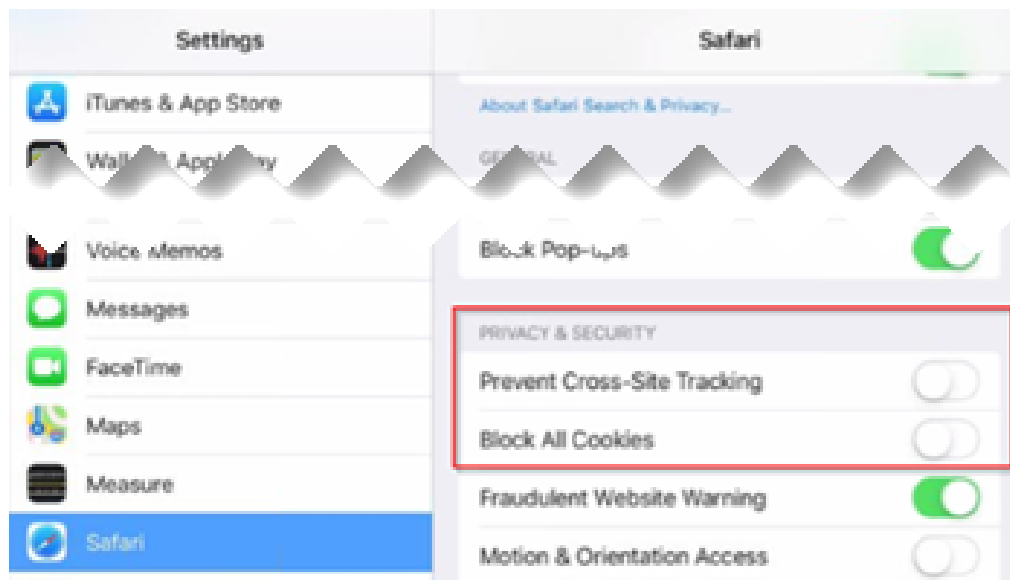 Settings
iTunes & App Store
Voice Memos
Messages
FaceTime
Maps
Measure
Safari
Safari
About Safari Search & Privacy...
GENERAL
Block Pop-ups
PRIVACY & SECURITY
Prevent Cross-Site Tracking
Block All Cookies
Fraudulent Website Warning
Motion & Orientation Access